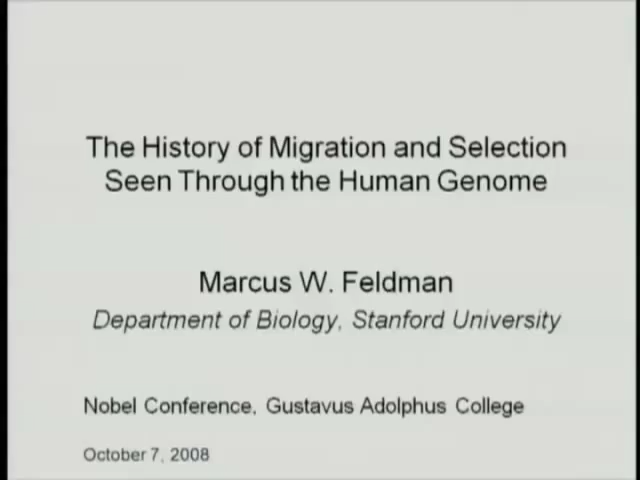 The History of Migration and Selection
Seen Through the Human Genome
Marcus W. Feldman
Department of Biology, Stanford University
Nobel Conference, Gustavus Adolphus College
October 7, 2008